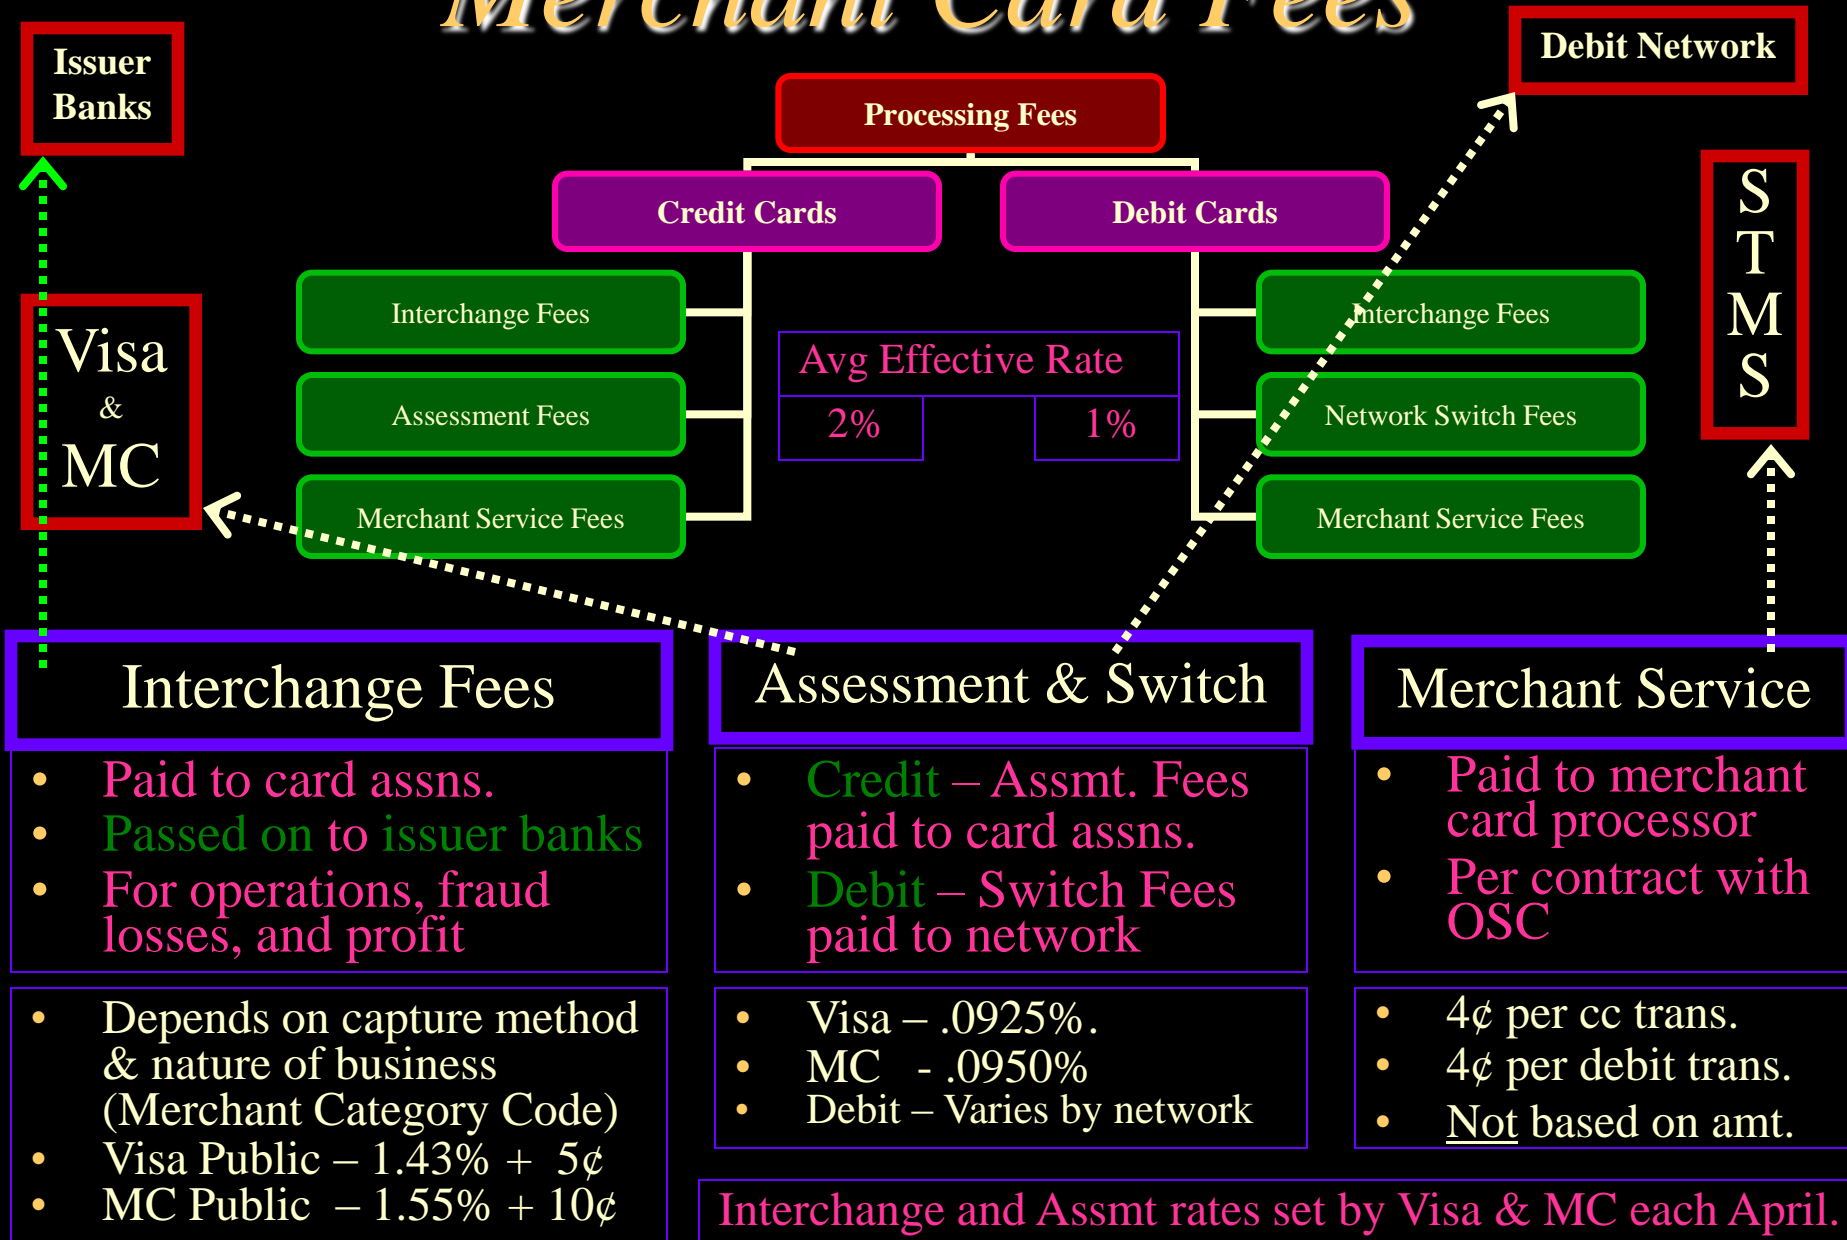 Merchant Card Fees
Issuer
Banks
Debit Network
Processing Fees
Credit Cards
Debit Cards
S
T
M
S
Visa
&
MC
Interchange Fees
Assessment Fees
Merchant Service Fees
Avg Effective Rate
2%
1%
Interchange Fees
Network Switch Fees
Merchant Service Fees
Interchange Fees
• Paid to card assns.
• Passed on to issuer banks
• For operations, fraud
losses, and profit
• Depends on capture method
& nature of business
(Merchant Category Code)
• Visa Public – 1.43% + 5¢
• MC Public – 1.55% + 10¢
Assessment & Switch
• Credit – Assmt. Fees
paid to card assns.
• Debit – Switch Fees
paid to network
• Visa – .0925%.
• MC - .0950%
• Debit – Varies by network
Merchant Service
• Paid to merchant
card processor
• Per contract with
OSC
• 4¢ per cc trans.
• 4¢ per debit trans.
• Not based on amt.
Interchange and Assmt rates set by Visa & MC each April.